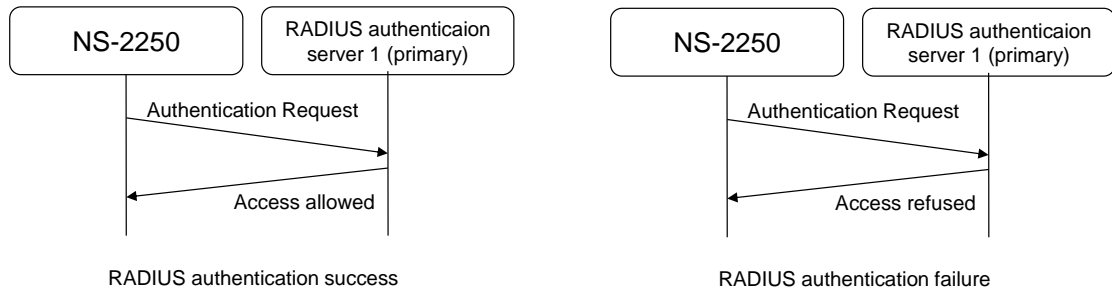 NS-2250
RADIUS authenticaion
server 1 (primary)
Authentication Request
Access allowed
RADIUS authentication success
NS-2250
RADIUS authenticaion
server 1 (primary)
Authentication Request
Access refused
RADIUS authentication failure